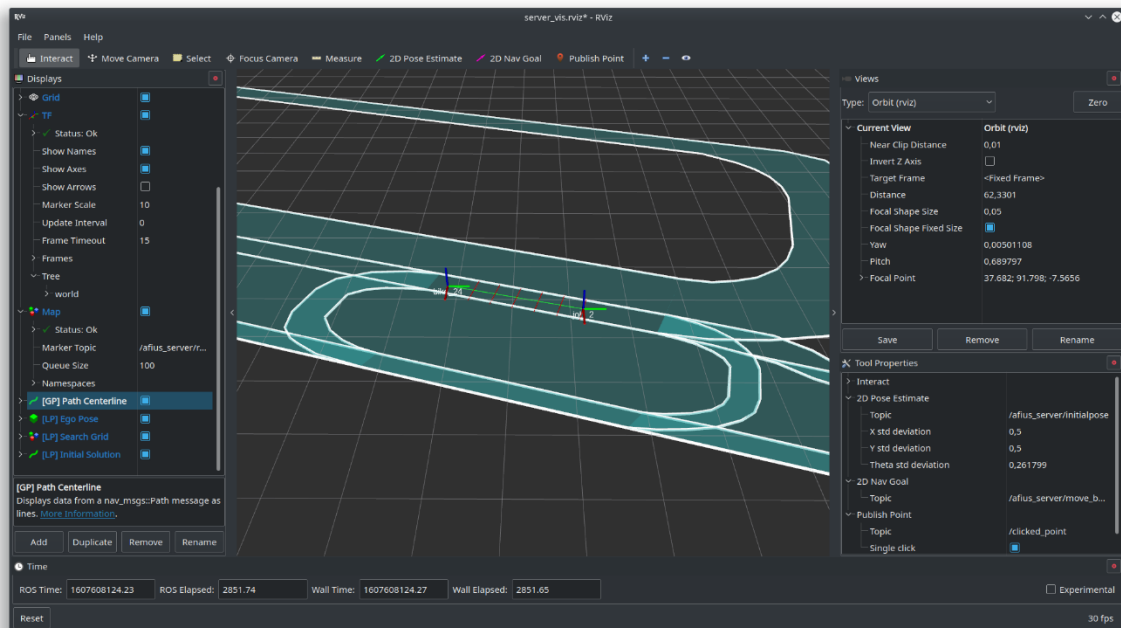 RViz
server_vis.rviz* - RViz
File Panels Help
Interact Move Camera Select Focus Camera Measure 2D Pose Estimate 2D Nav Goal Publish Point
Displays
Grid
TF
Status: Ok
Show Names
Show Axes
Show Arrows
Marker Scale 10
Update Interval 0
Frame Timeout 15
Frames
Tree
world
Map
Status: Ok
Marker Topic /afius_server/r...
Queue Size 100
Namespaces
[GP] Path Centerline
[LP] Ego Pose
[LP] Search Grid
[LP] Initial Solution
[GP] Path Centerline
Displays data from a nav_msgs::Path message as
lines. More Information.
Add Duplicate Remove Rename
Views
Type: Orbit (rviz) Zero
Current View Orbit (rviz)
Near Clip Distance 0,01
Invert Z Axis
Target Frame <Fixed Frame>
Distance 62,3301
Focal Shape Size 0,05
Focal Shape Fixed Size
Yaw 0,00501108
Pitch 0,689797
Focal Point 37.682; 91.798; -7.5656
Save Remove Rename
Tool Properties
Interact
2D Pose Estimate
Topic /afius_server/initialpose
X std deviation 0,5
Y std deviation 0,5
Theta std deviation 0,261799
2D Nav Goal
Topic /afius_server/move_b...
Publish Point
Topic /clicked_point
Single click
Time
ROS Time: 1607608124.23 ROS Elapsed: 2851.74 Wall Time: 1607608124.27 Wall Elapsed: 2851.65 Experimental
Reset 30 fps